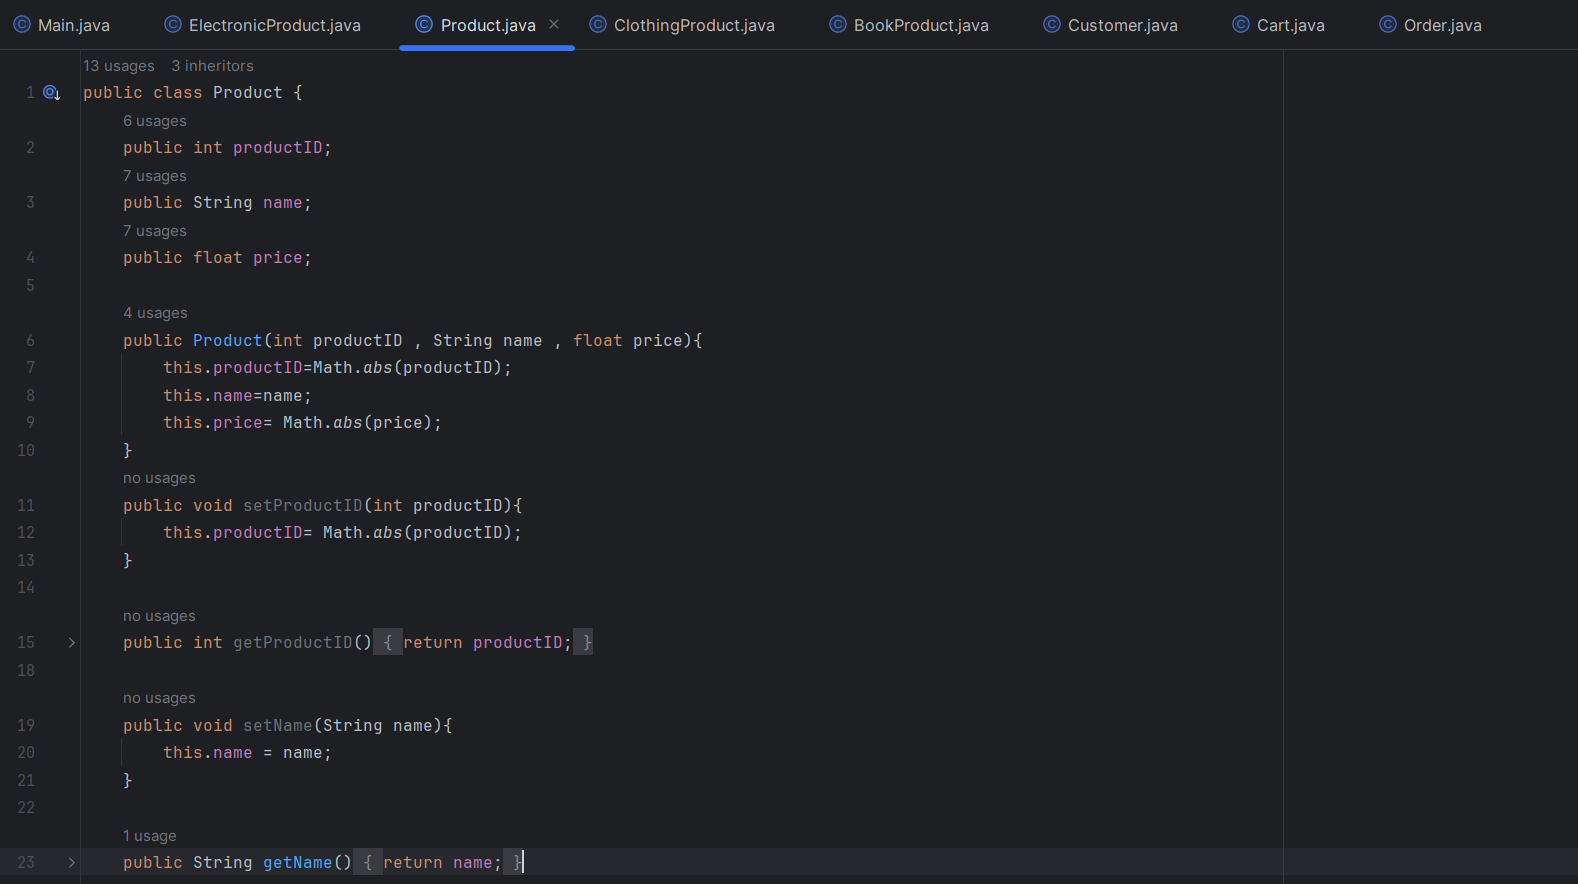 Main.java ElectronicProduct.java Product.java ClothingProduct.java BookProduct.java Customer.java Cart.java Order.java
13 usages 3 inheritors
1 public class Product {
6 usages
2 public int productID;
7 usages
3 public String name;
7 usages
4 public float price;
5
4 usages
6 public Product(int productID , String name , float price){
7 this.productID=Math.abs(productID);
8 this.name=name;
9 this.price= Math.abs(price);
10 }
no usages
11 public void setProductID(int productID){
12 this.productID= Math.abs(productID);
13 }
14
no usages
15 public int getProductID() { return productID; }
18
no usages
19 public void setName(String name){
20 this.name = name;
21 }
22
1 usage
23 public String getName() { return name; }